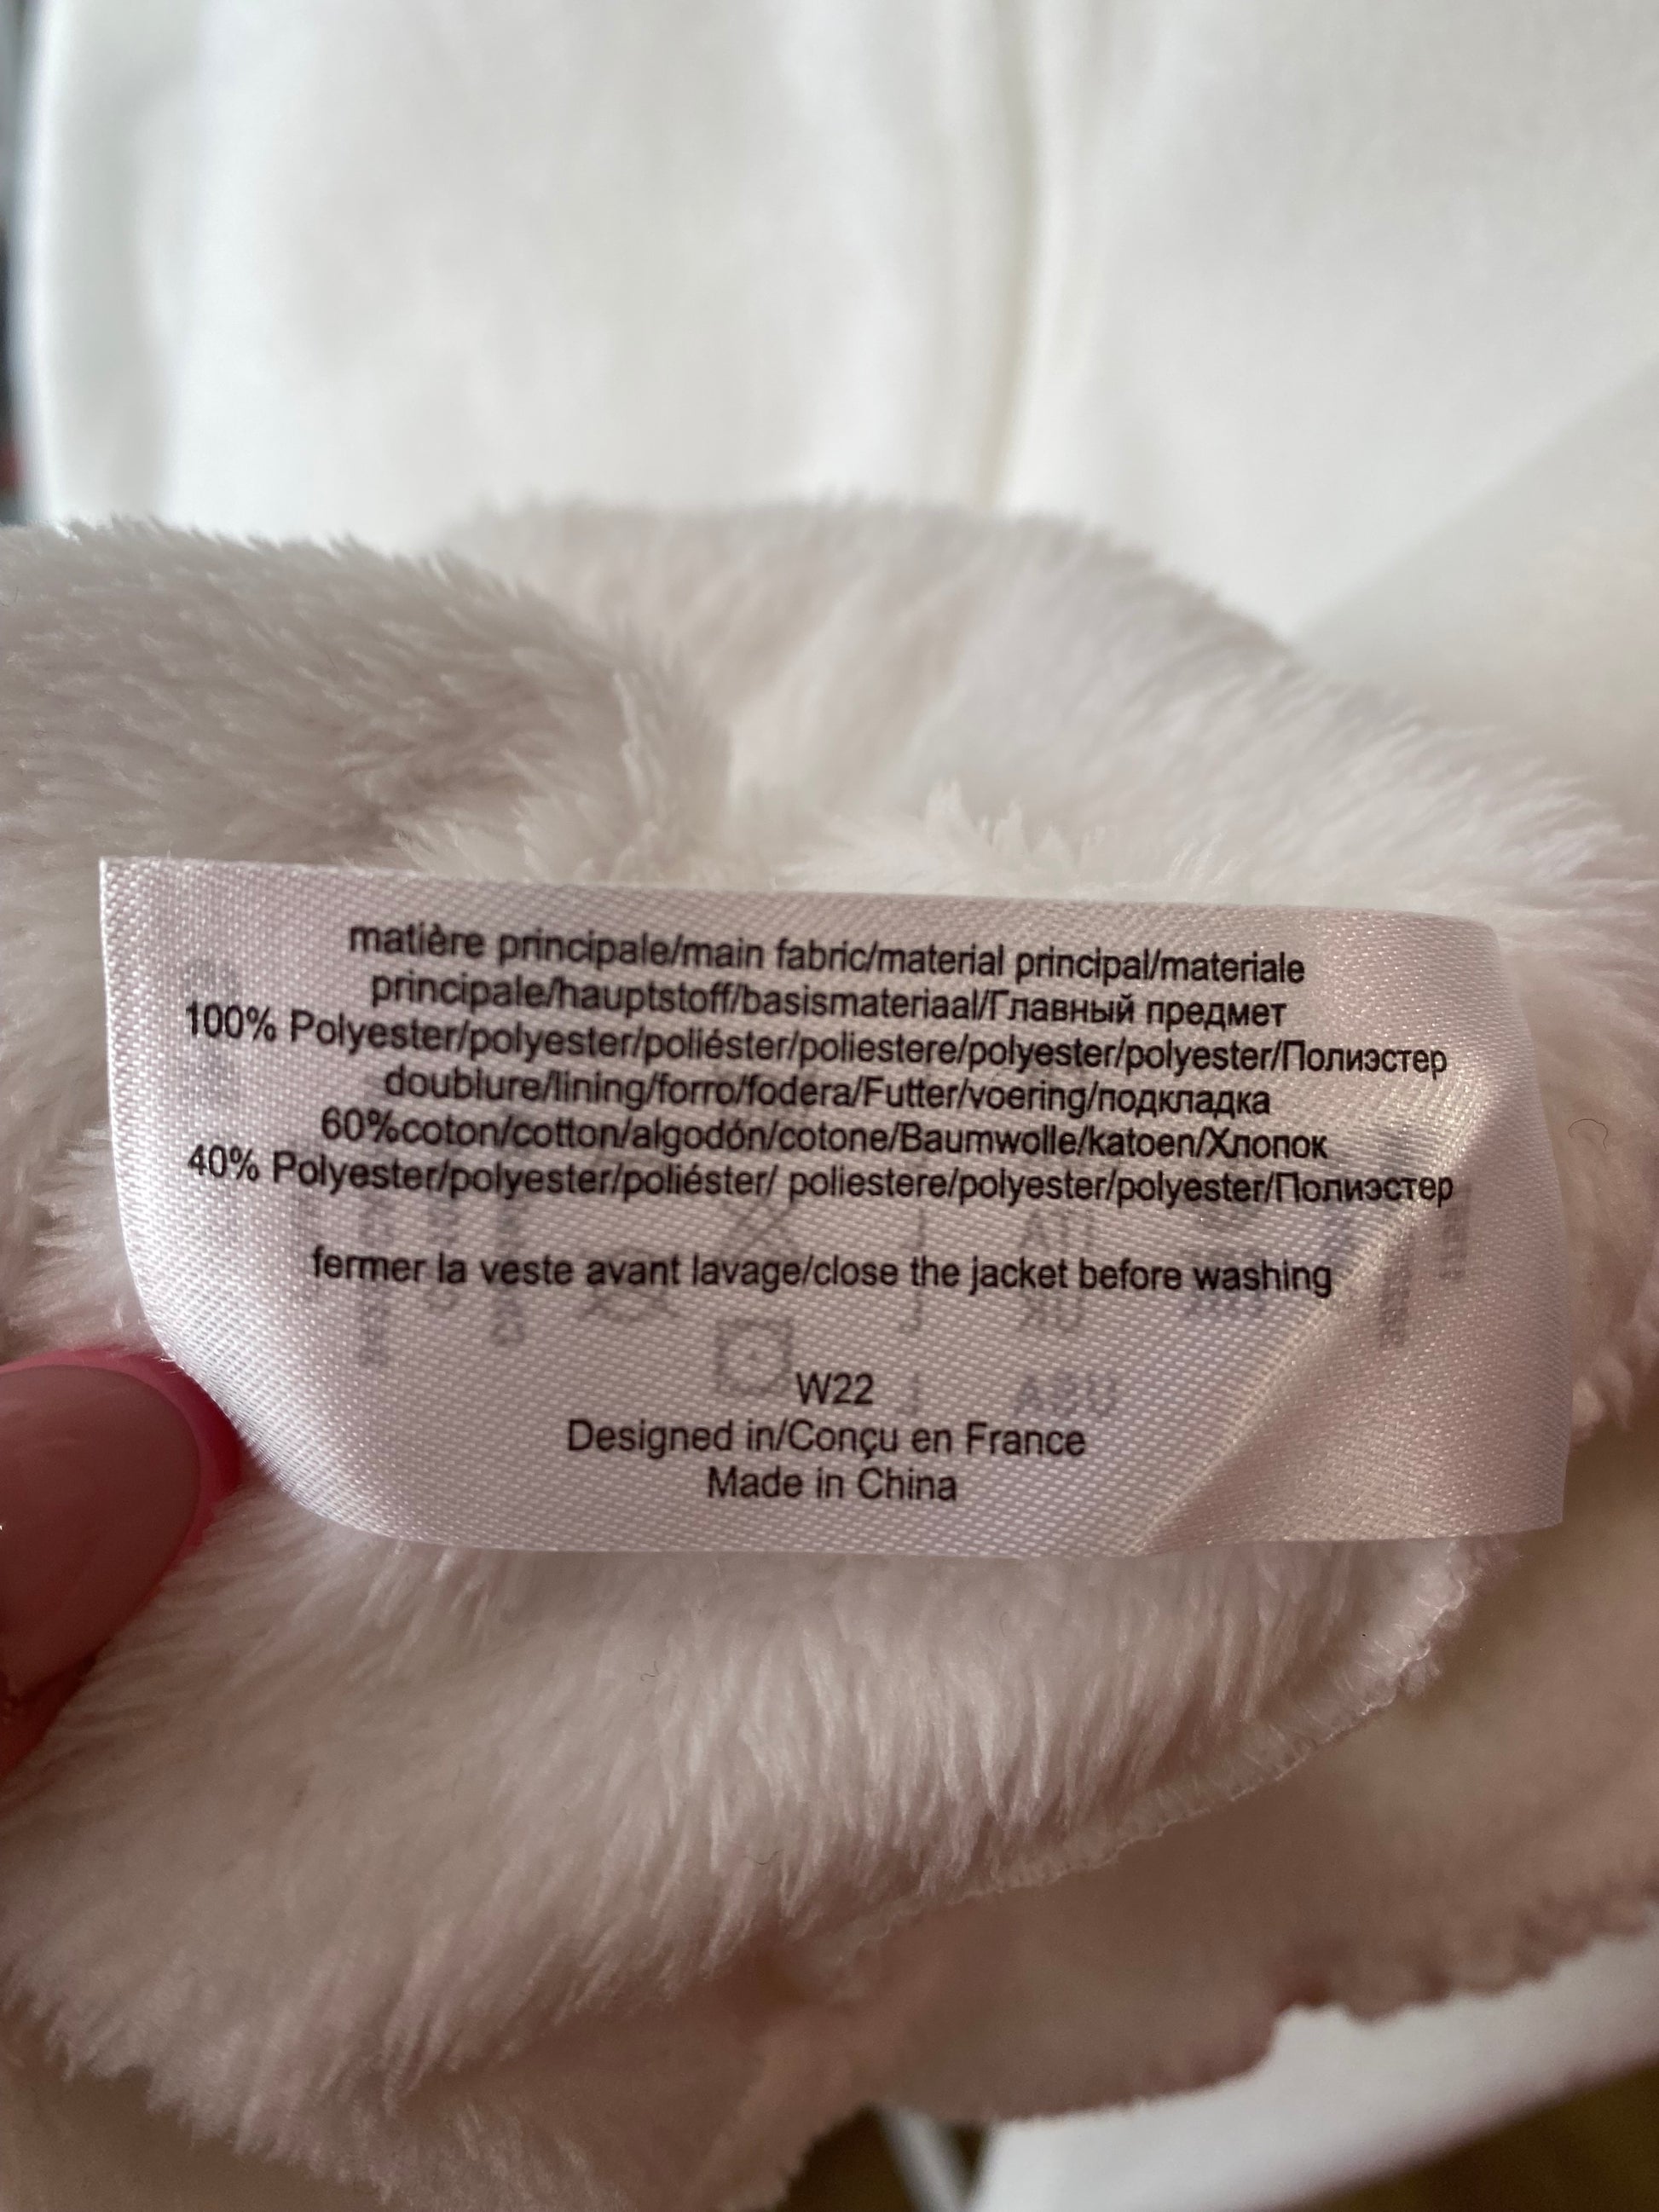 matière principale/main fabric/material principal/materiale
principale/hauptstoff/basismateriaal/Главный предмет
100% Polyester/polyester/poliéster/poliestere/polyester/polyester/Полиэстер
doublure/lining/forro/fodera/Futter/voering/подкладка
60%coton/cotton/algodón/cotone/Baumwolle/katoen/Хлопок
40% Polyester/polyester/poliéster/ poliestere/polyester/polyester/Полиэстер
fermer la veste avant lavage/close the jacket before washing
W22
Designed in/Conçu en France
Made in China